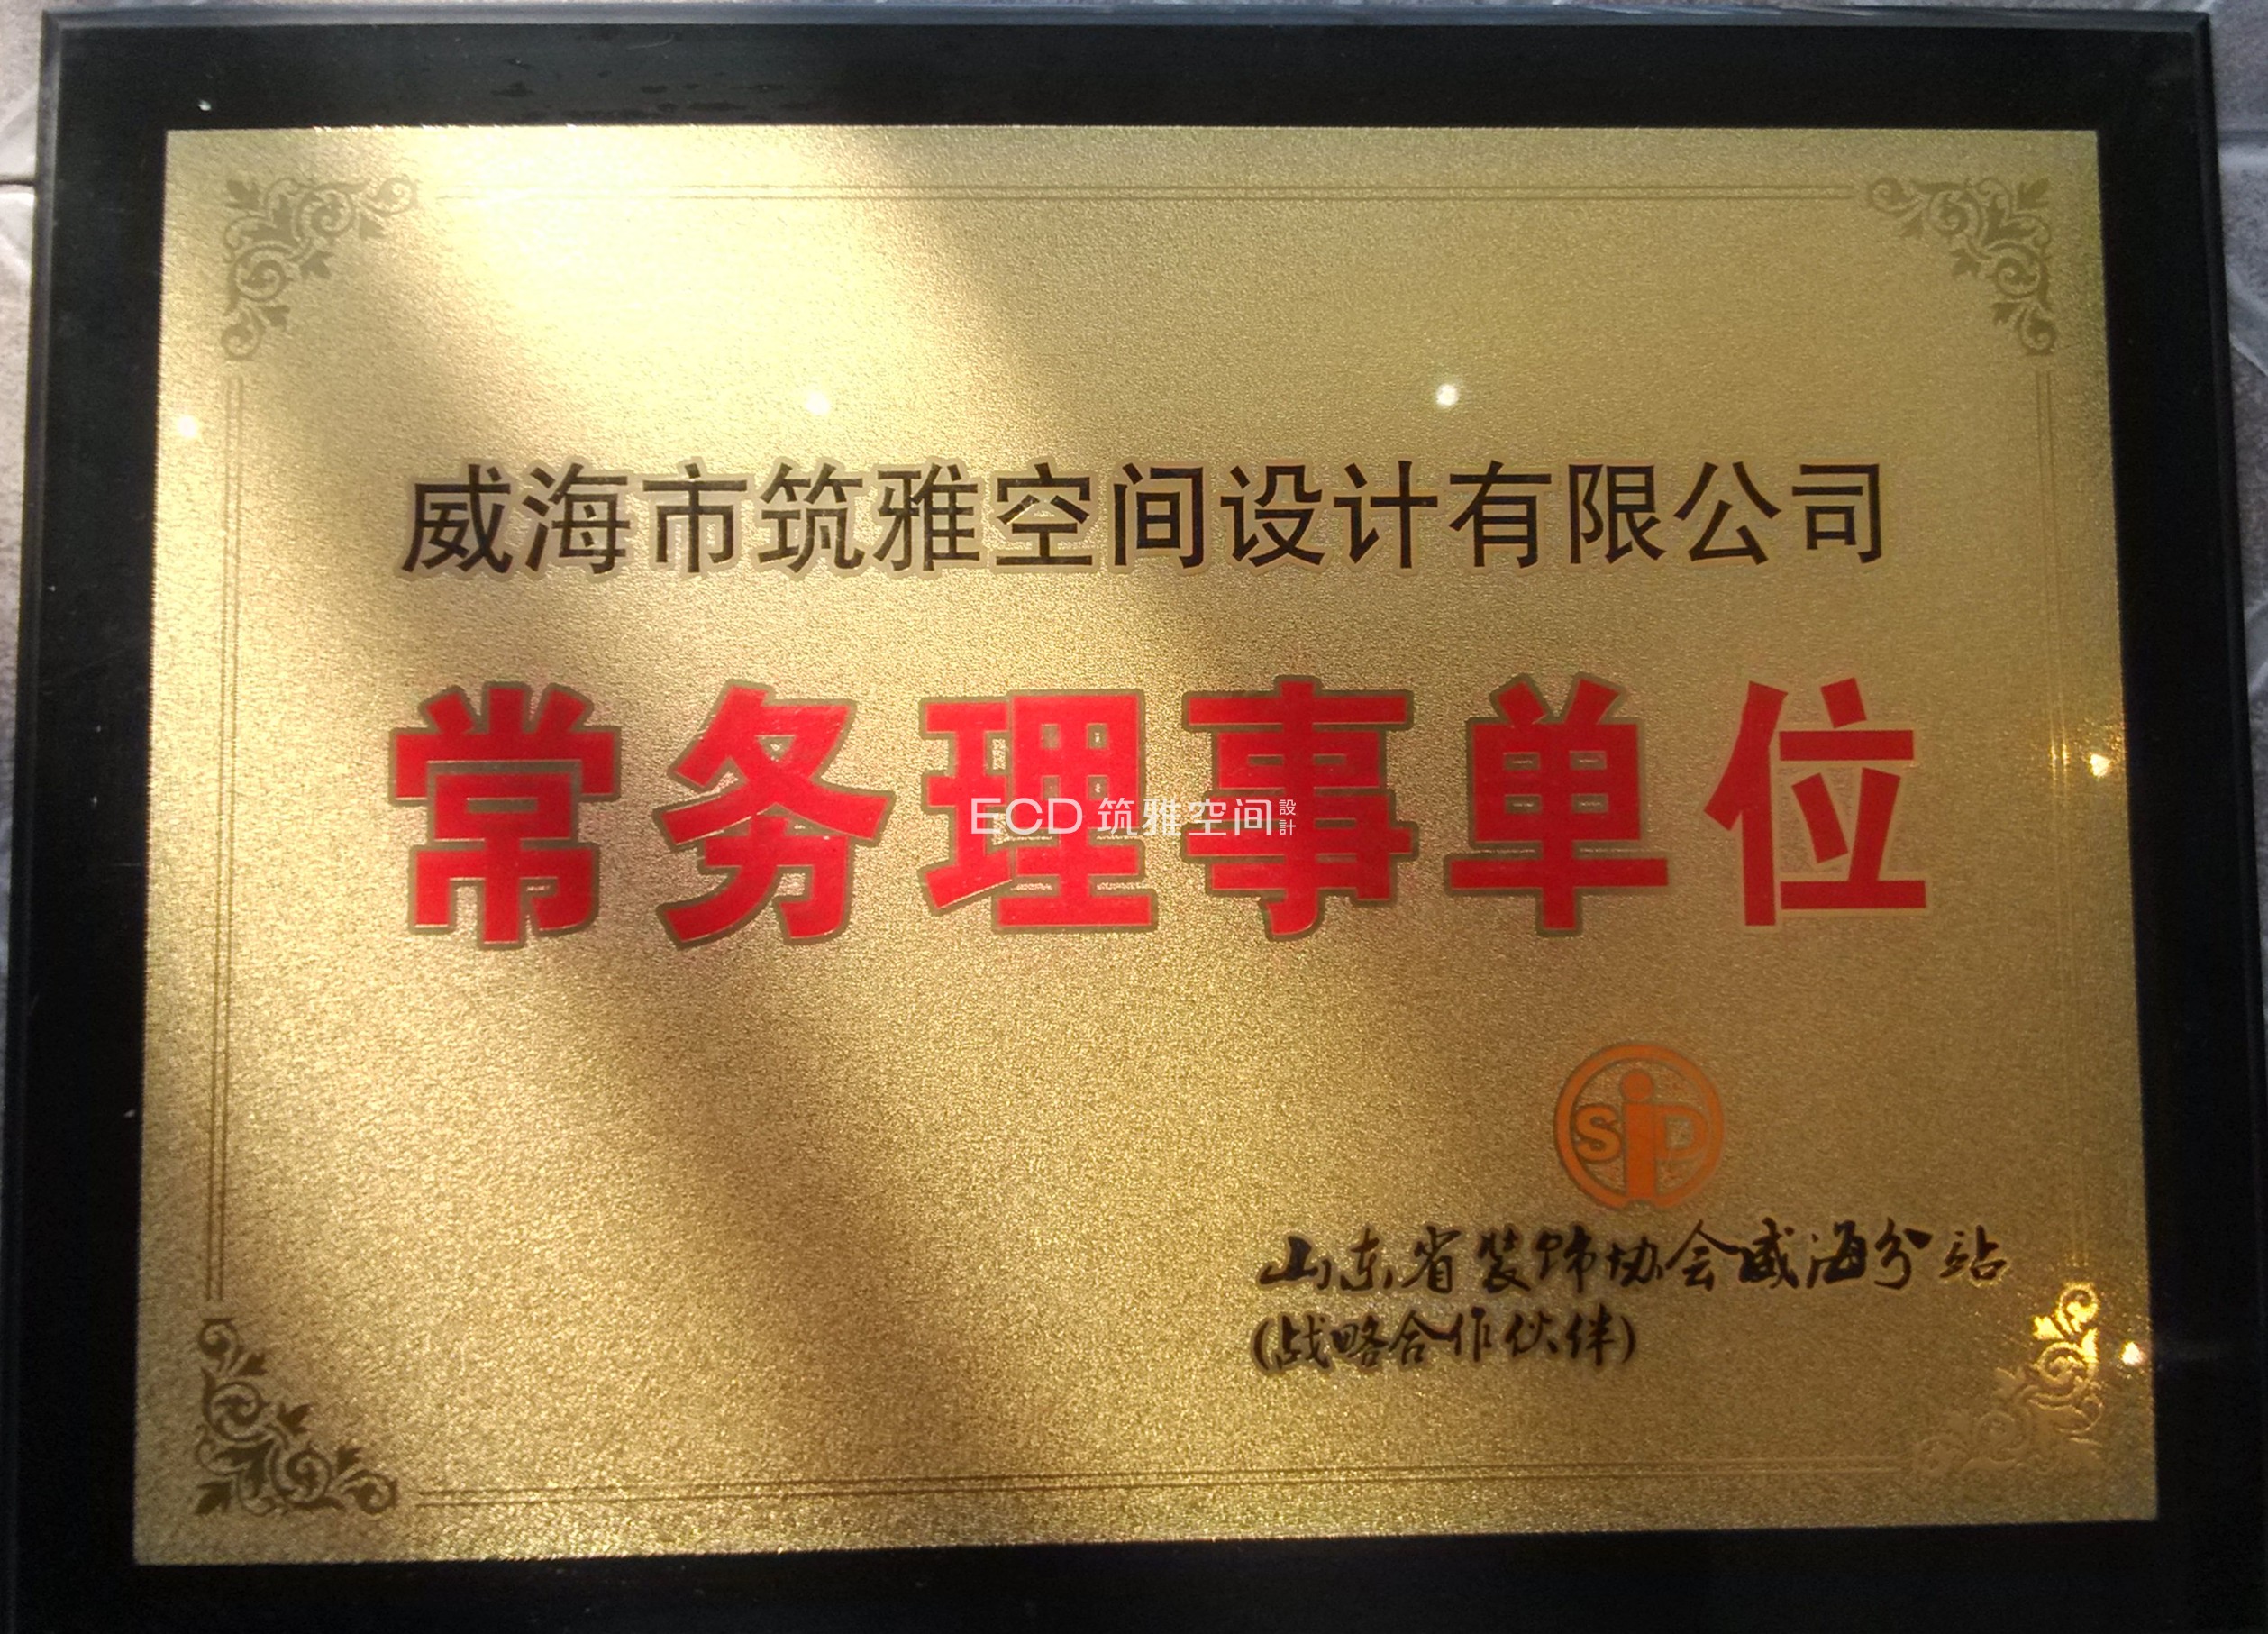 威海市筑雅空间设计有限公司
常务理事单位
ECD 筑雅空间 設計
SiD
山东省装饰协会威海分站
(战略合作伙伴)